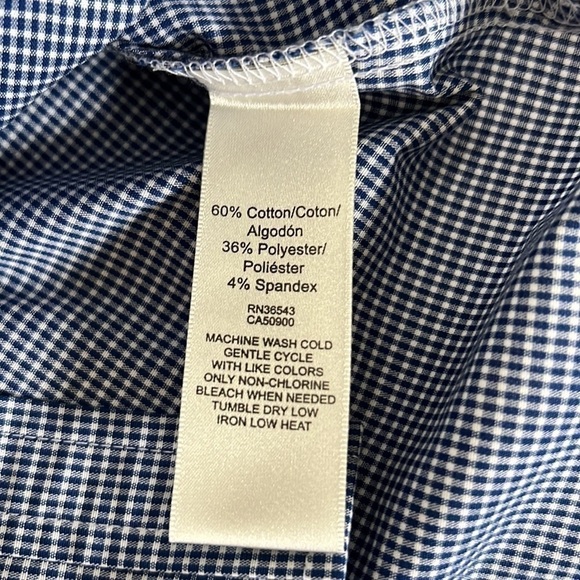 60% Cotton/Coton/
Algodón
36% Polyester/
Poliéster
4% Spandex
RN36543
CA50900
MACHINE WASH COLD
GENTLE CYCLE
WITH LIKE COLORS
ONLY NON-CHLORINE
BLEACH WHEN NEEDED
TUMBLE DRY LOW
IRON LOW HEAT